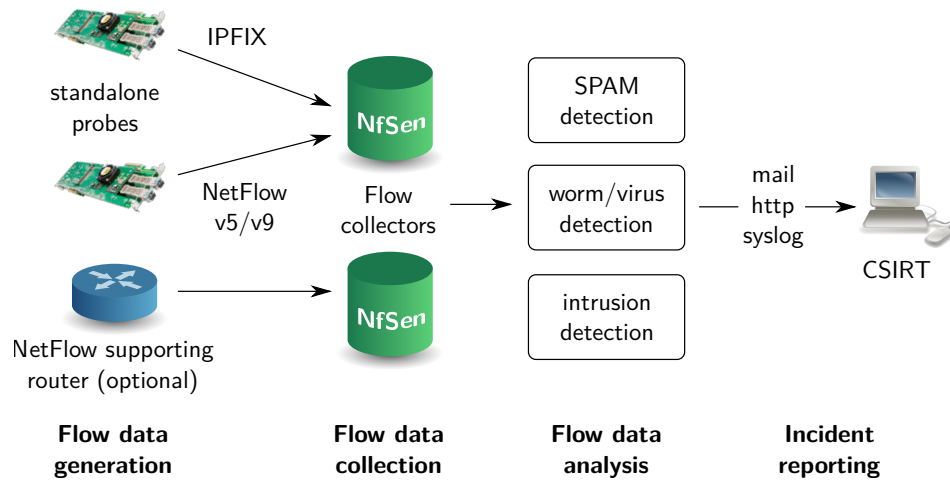 IPFIX
standalone
probes
NfSen
NetFlow
v5/v9
Flow
collectors
NfSen
NetFlow supporting
router (optional)
SPAM
detection
worm/virus
detection
intrusion
detection
mail
http
syslog
CSIRT
Flow data
generation
Flow data
collection
Flow data
analysis
Incident
reporting